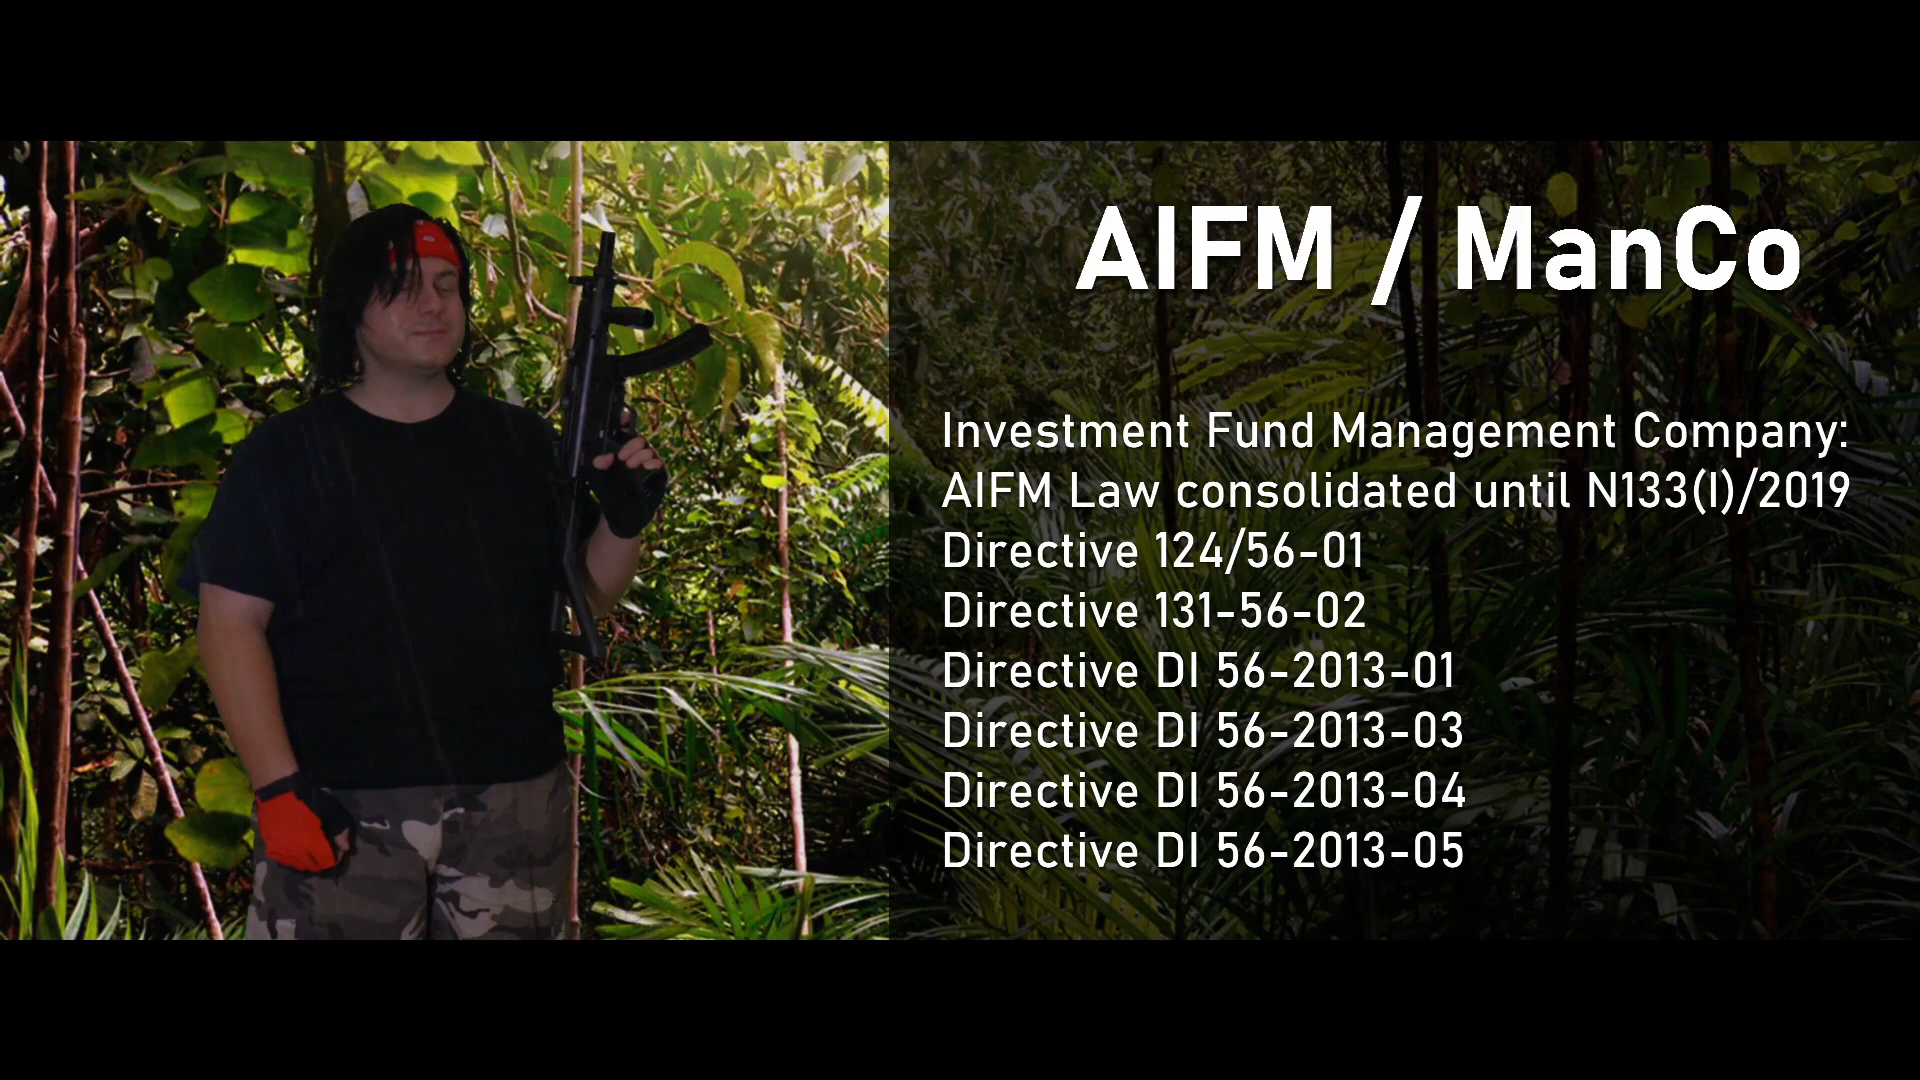 AIFM / ManCo
Investment Fund Management Company:
AIFM Law consolidated until N133(I)/2019
Directive 124/56-01
Directive 131-56-02
Directive DI 56-2013-01
Directive DI 56-2013-03
Directive DI 56-2013-04
Directive DI 56-2013-05